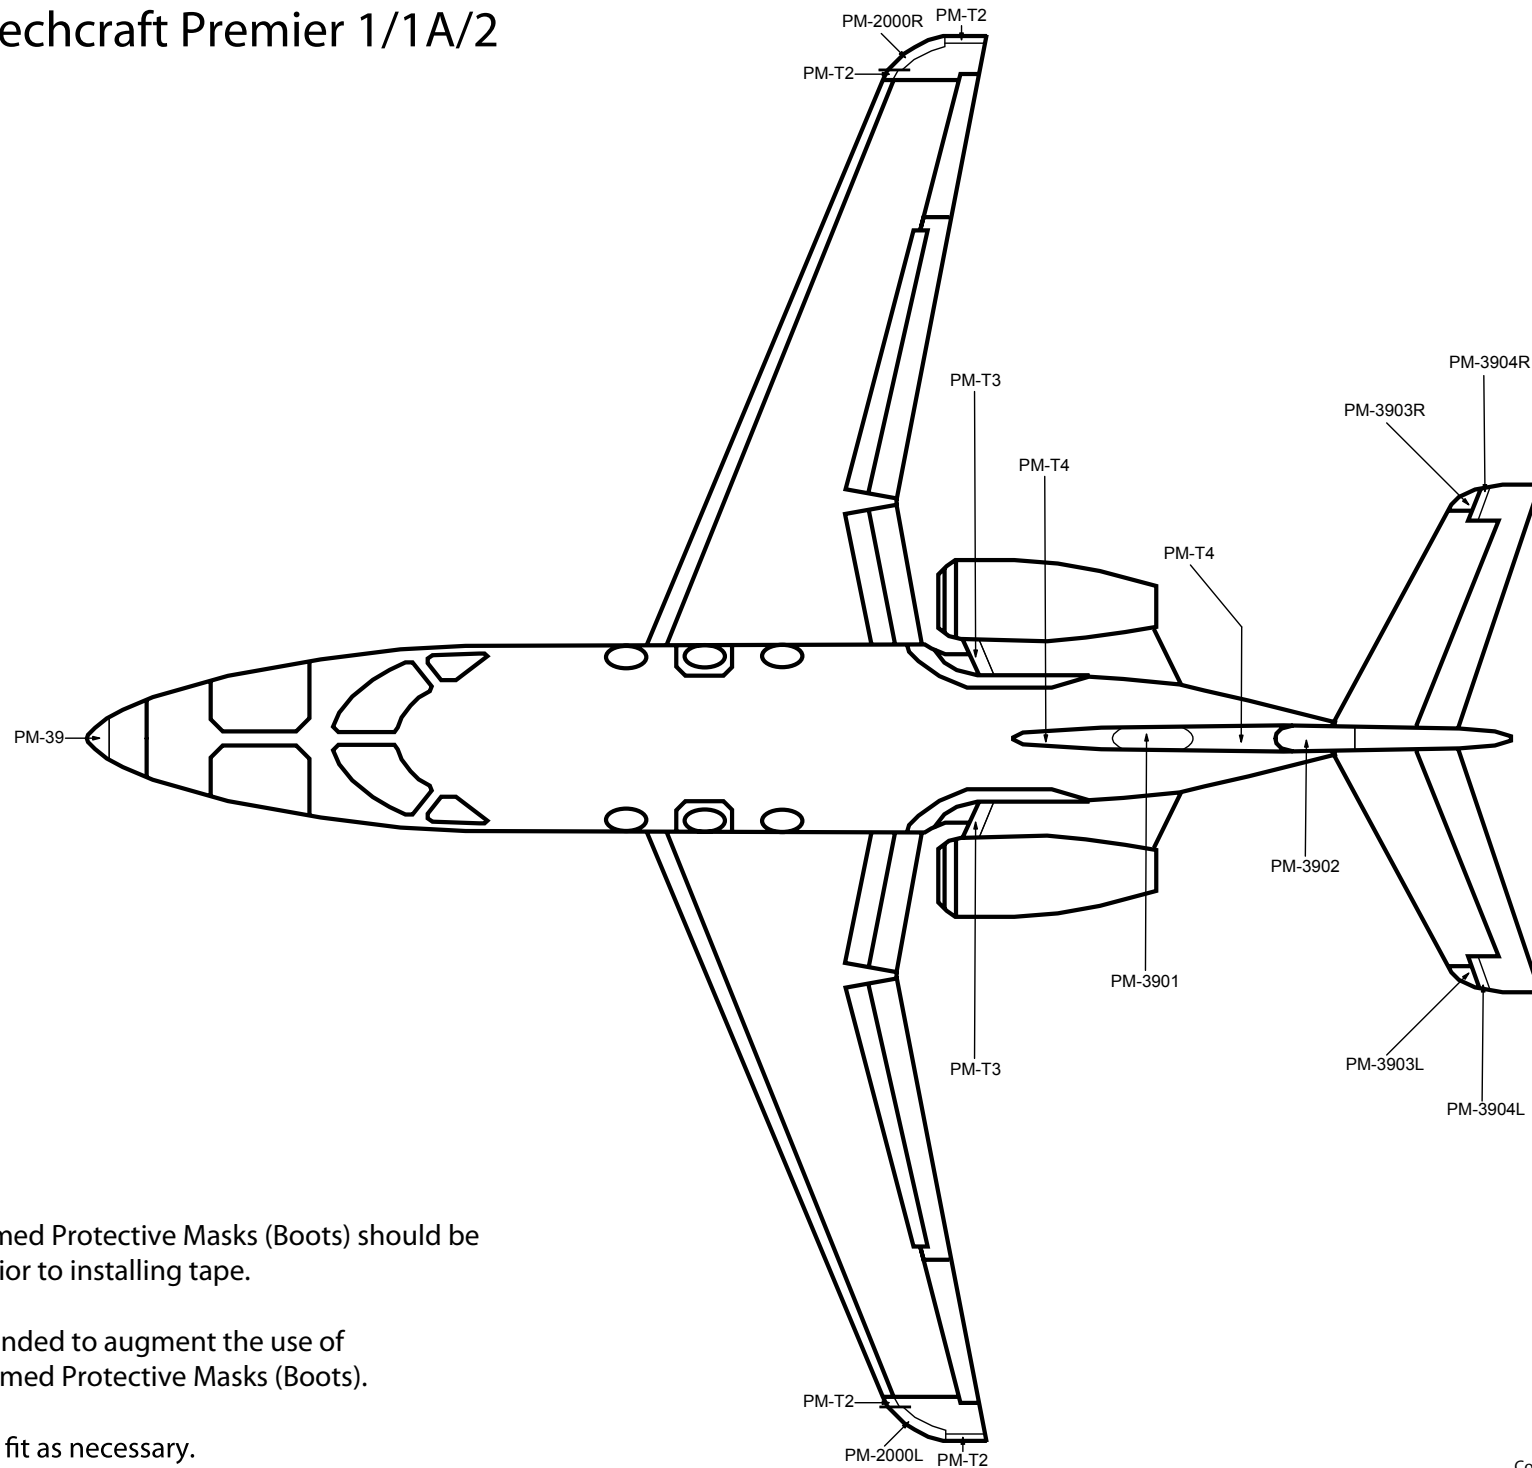 echcraft Premier 1/1A/2
PM-2000R
PM-T2
PM-T2
PM-3904R
PM-T3
PM-3903R
PM-T4
PM-T4
PM-39
PM-3902
PM-3901
PM-3903L
PM-T3
PM-3904L
med Protective Masks (Boots) should be
ior to installing tape.
nded to augment the use of
med Protective Masks (Boots).
fit as necessary.
PM-T2
PM-2000L
PM-T2
Co